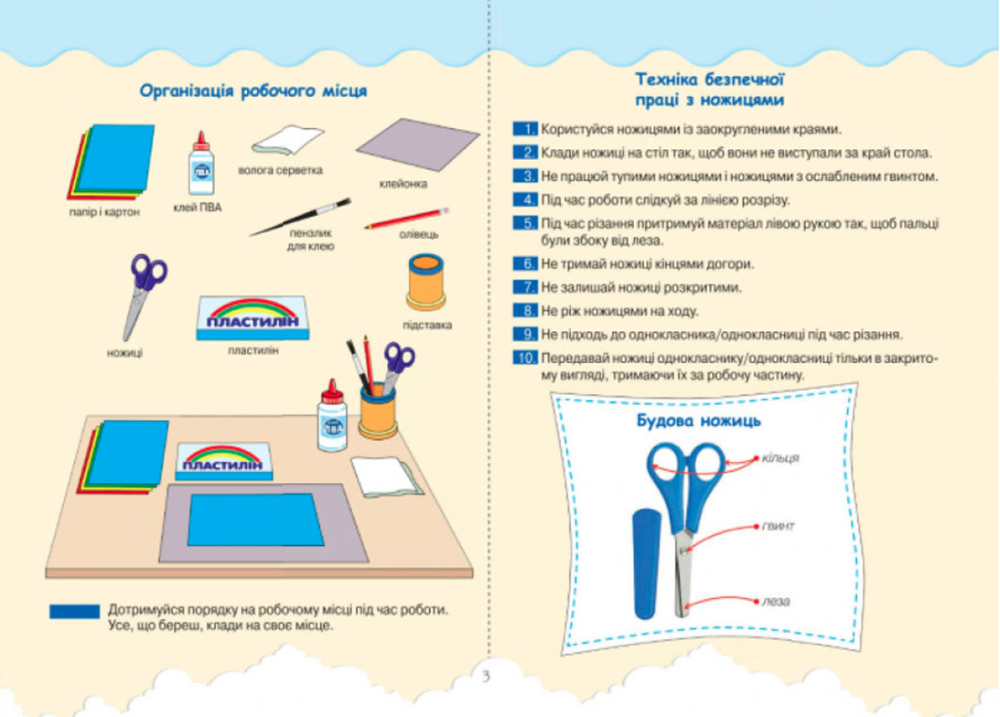 Організація робочого місця
папір і картон
ПВА
клей ПВА
волога серветка
клейонка
пензлик
для клею
олівець
ножиці
ПЛАСТИЛІН
пластилін
підставка
ПВА
ПЛАСТИЛІН
Дотримуйся порядку на робочому місці під час роботи.
Усе, що береш, клади на своє місце.
Техніка безпечної
праці з ножицями
1. Користуйся ножицями із заокругленими краями.
2. Клади ножиці на стіл так, щоб вони не виступали за край стола.
3. Не працюй тупими ножицями і ножицями з ослабленим гвинтом.
4. Під час роботи слідкуй за лінією розрізу.
5. Під час різання притримуй матеріал лівою рукою так, щоб пальці
були збоку від леза.
6. Не тримай ножиці кінцями догори.
7. Не залишай ножиці розкритими.
8. Не ріж ножицями на ходу.
9. Не підходь до однокласника/однокласниці під час різання.
10. Передавай ножиці однокласнику/однокласниці тільки в закрито-
му вигляді, тримаючи їх за робочу частину.
Будова ножиць
кільця
гвинт
леза
3